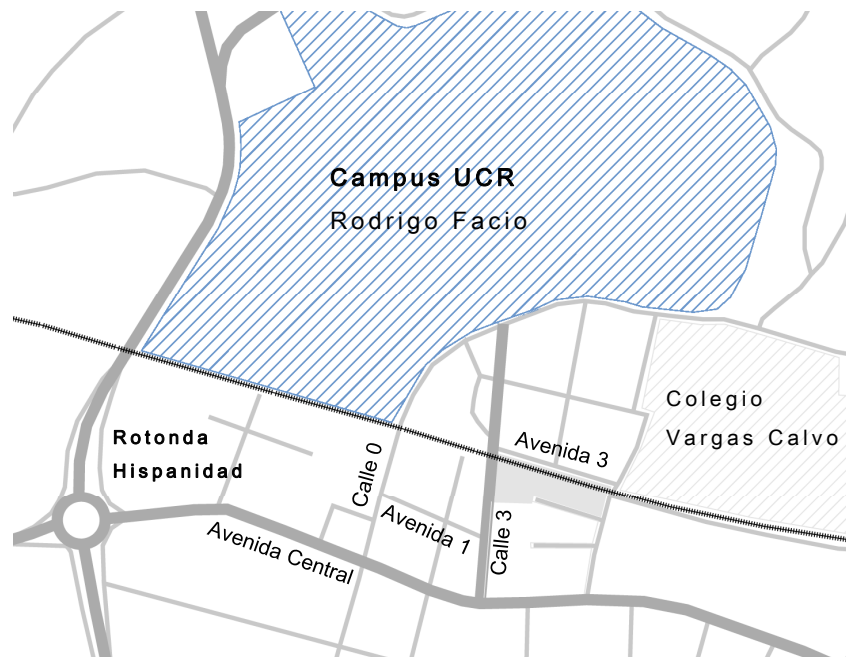 Campus UCR
Rodrigo Facio
Colegio
Vargas Calvo
Rotonda
Hispanidad
Avenida 3
Calle 0
Avenida 1
Calle 3
Avenida Central